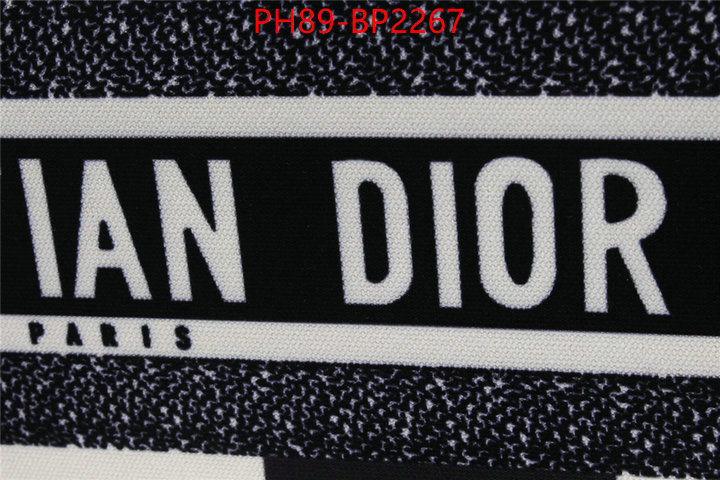 PH89-BP2267
IAN DIOR
PARIS